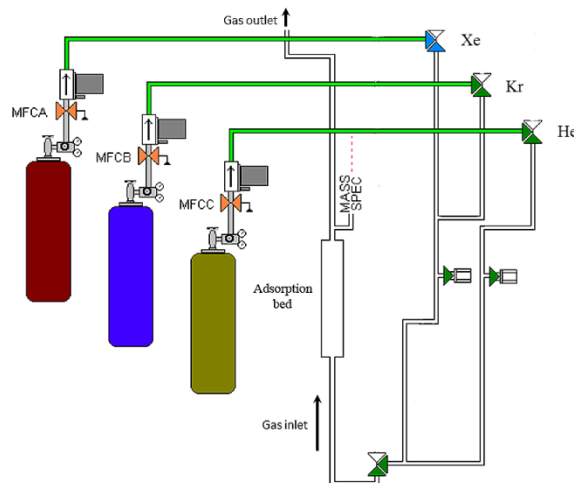 Gas outlet
Xe
Kr
He
MFCA
MFCB
MFCC
MASS
SPEC
Adsorption
bed
Gas inlet